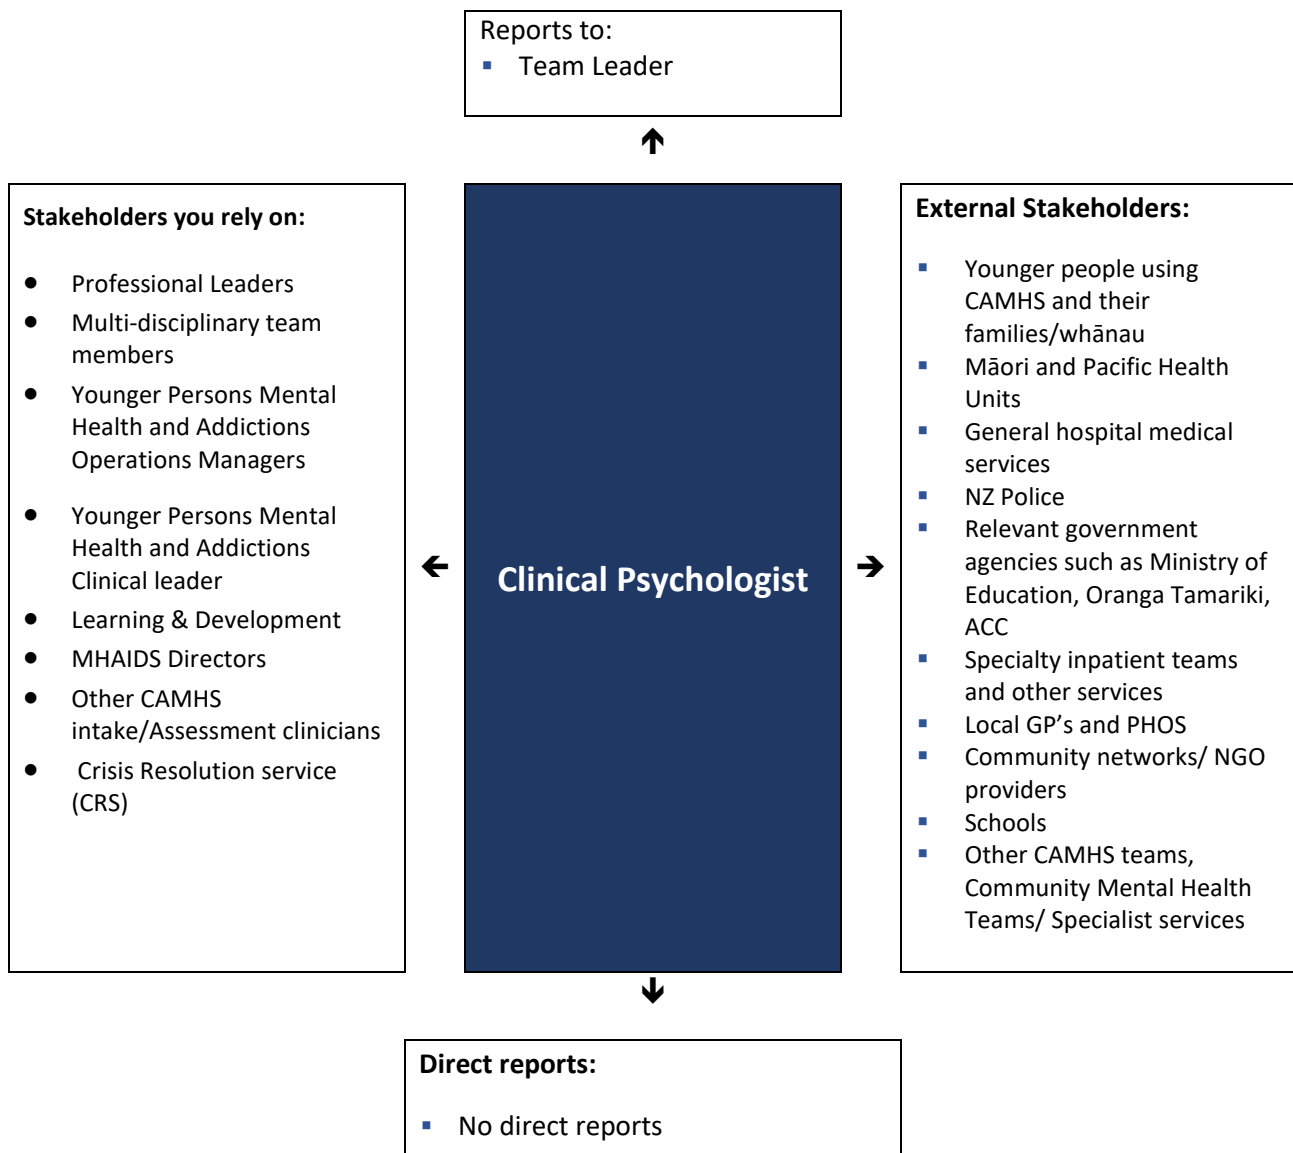 Reports to:
▪ Team Leader
Stakeholders you rely on:
● Professional Leaders
● Multi-disciplinary team
members
● Younger Persons Mental
Health and Addictions
Operations Managers
● Younger Persons Mental
Health and Addictions
Clinical leader
● Learning & Development
● MHAIDS Directors
● Other CAMHS
intake/Assessment clinicians
● Crisis Resolution service
(CRS)
Clinical Psychologist
External Stakeholders:
▪ Younger people using
CAMHS and their
families/whānau
▪ Māori and Pacific Health
Units
▪ General hospital medical
services
▪ NZ Police
▪ Relevant government
agencies such as Ministry of
Education, Oranga Tamariki,
ACC
▪ Specialty inpatient teams
and other services
▪ Local GP’s and PHOS
▪ Community networks/ NGO
providers
▪ Schools
▪ Other CAMHS teams,
Community Mental Health
Teams/ Specialist services
Direct reports:
▪ No direct reports